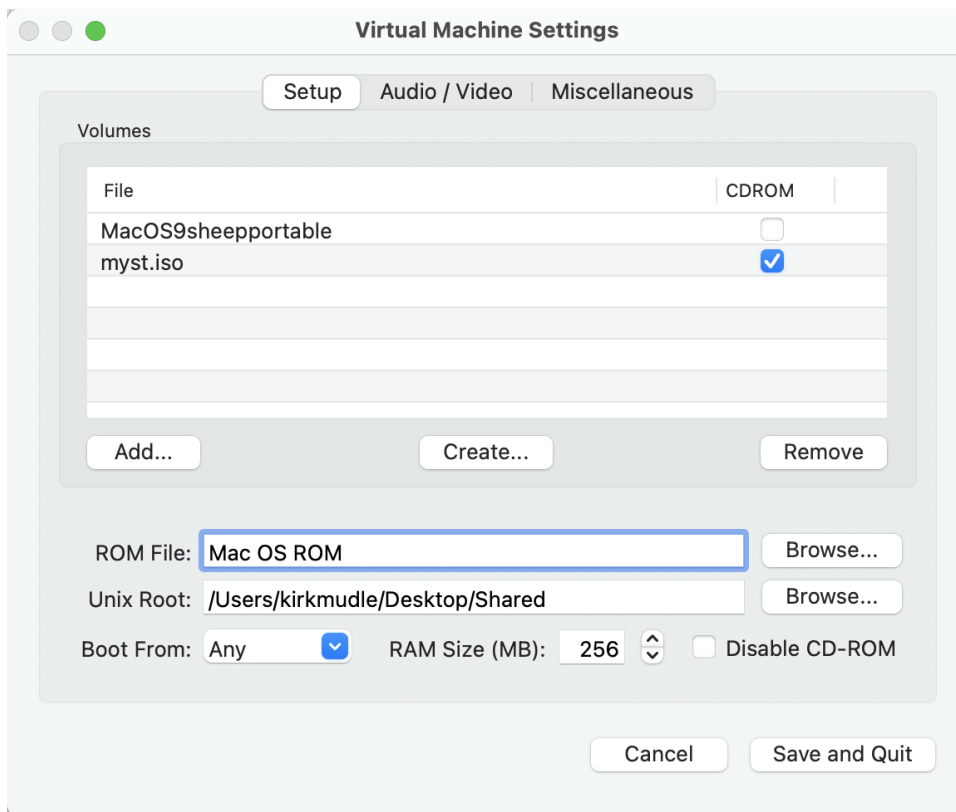 Virtual Machine Settings
Setup Audio / Video Miscellaneous
Volumes
File CDROM
MacOS9sheepportable
myst.iso
Add... Create... Remove
ROM File: Mac OS ROM Browse...
Unix Root: /Users/kirkmudle/Desktop/Shared Browse...
Boot From: Any RAM Size (MB): 256 Disable CD-ROM
Cancel Save and Quit